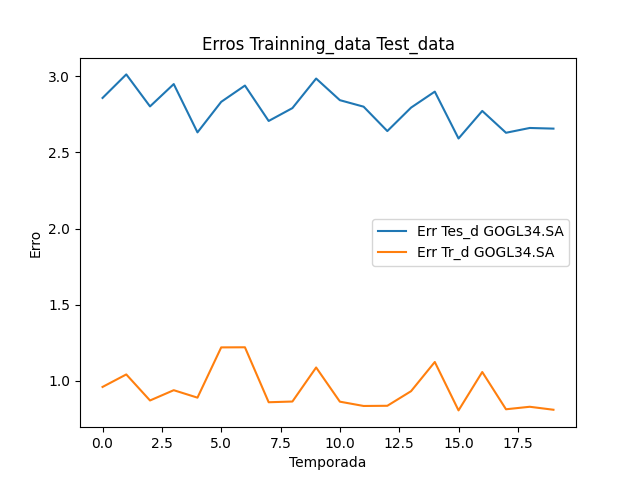 Erros Trainning_data Test_data
3.0
2.5
2.0
1.5
1.0
Erro
Err Tes_d GOGL34.SA
Err Tr_d GOGL34.SA
0.0 2.5 5.0 7.5 10.0 12.5 15.0 17.5
Temporada